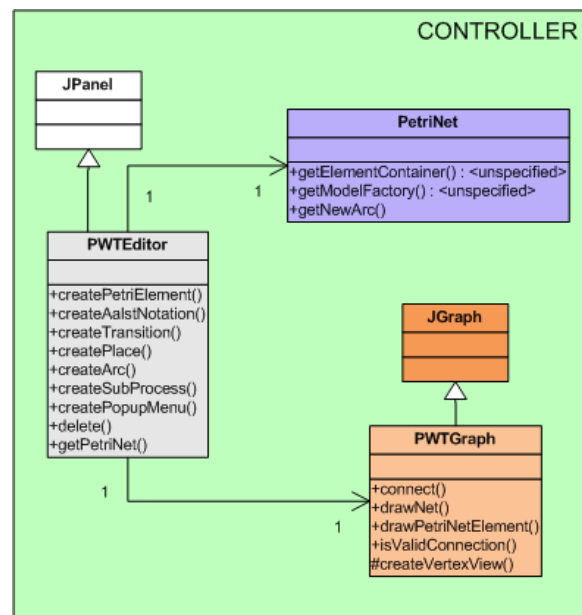 CONTROLLER
JPanel
PetriNet
+getElementContainer() : <unspecified>
+getModelFactory() : <unspecified>
+getNewArc()
1
1
PWTEditor
+createPetriElement()
+createAalstNotation()
+createTransition()
+createPlace()
+createArc()
+createSubProcess()
+createPopupMenu()
+delete()
+getPetriNet()
JGraph
PWTGraph
+connect()
+drawNet()
+drawPetriNetElement()
+isValidConnection()
#createVertexView()
1
1